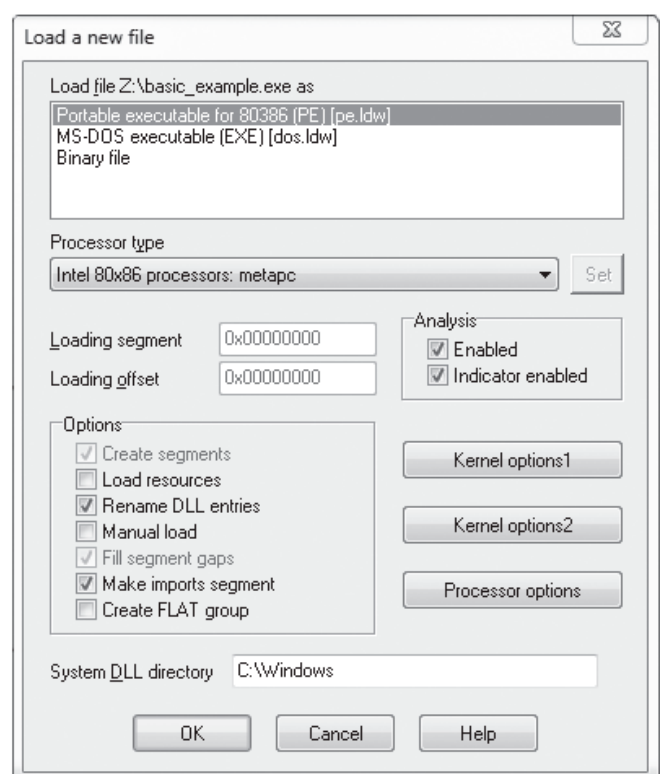 Load a new file
Load file Z:\basic_example.exe as
Portable executable for 80386 (PE) [pe.ldw]
MS-DOS executable (EXE) [dos.ldw]
Binary file
Processor type
Intel 80x86 processors: metapc
Set
Loading segment 0x00000000
Loading offset 0x00000000
Analysis
Enabled
Indicator enabled
Options
Create segments
Load resources
Rename DLL entries
Manual load
Fill segment gaps
Make imports segment
Create FLAT group
Kernel options1
Kernel options2
Processor options
System DLL directory C:\Windows
OK Cancel Help